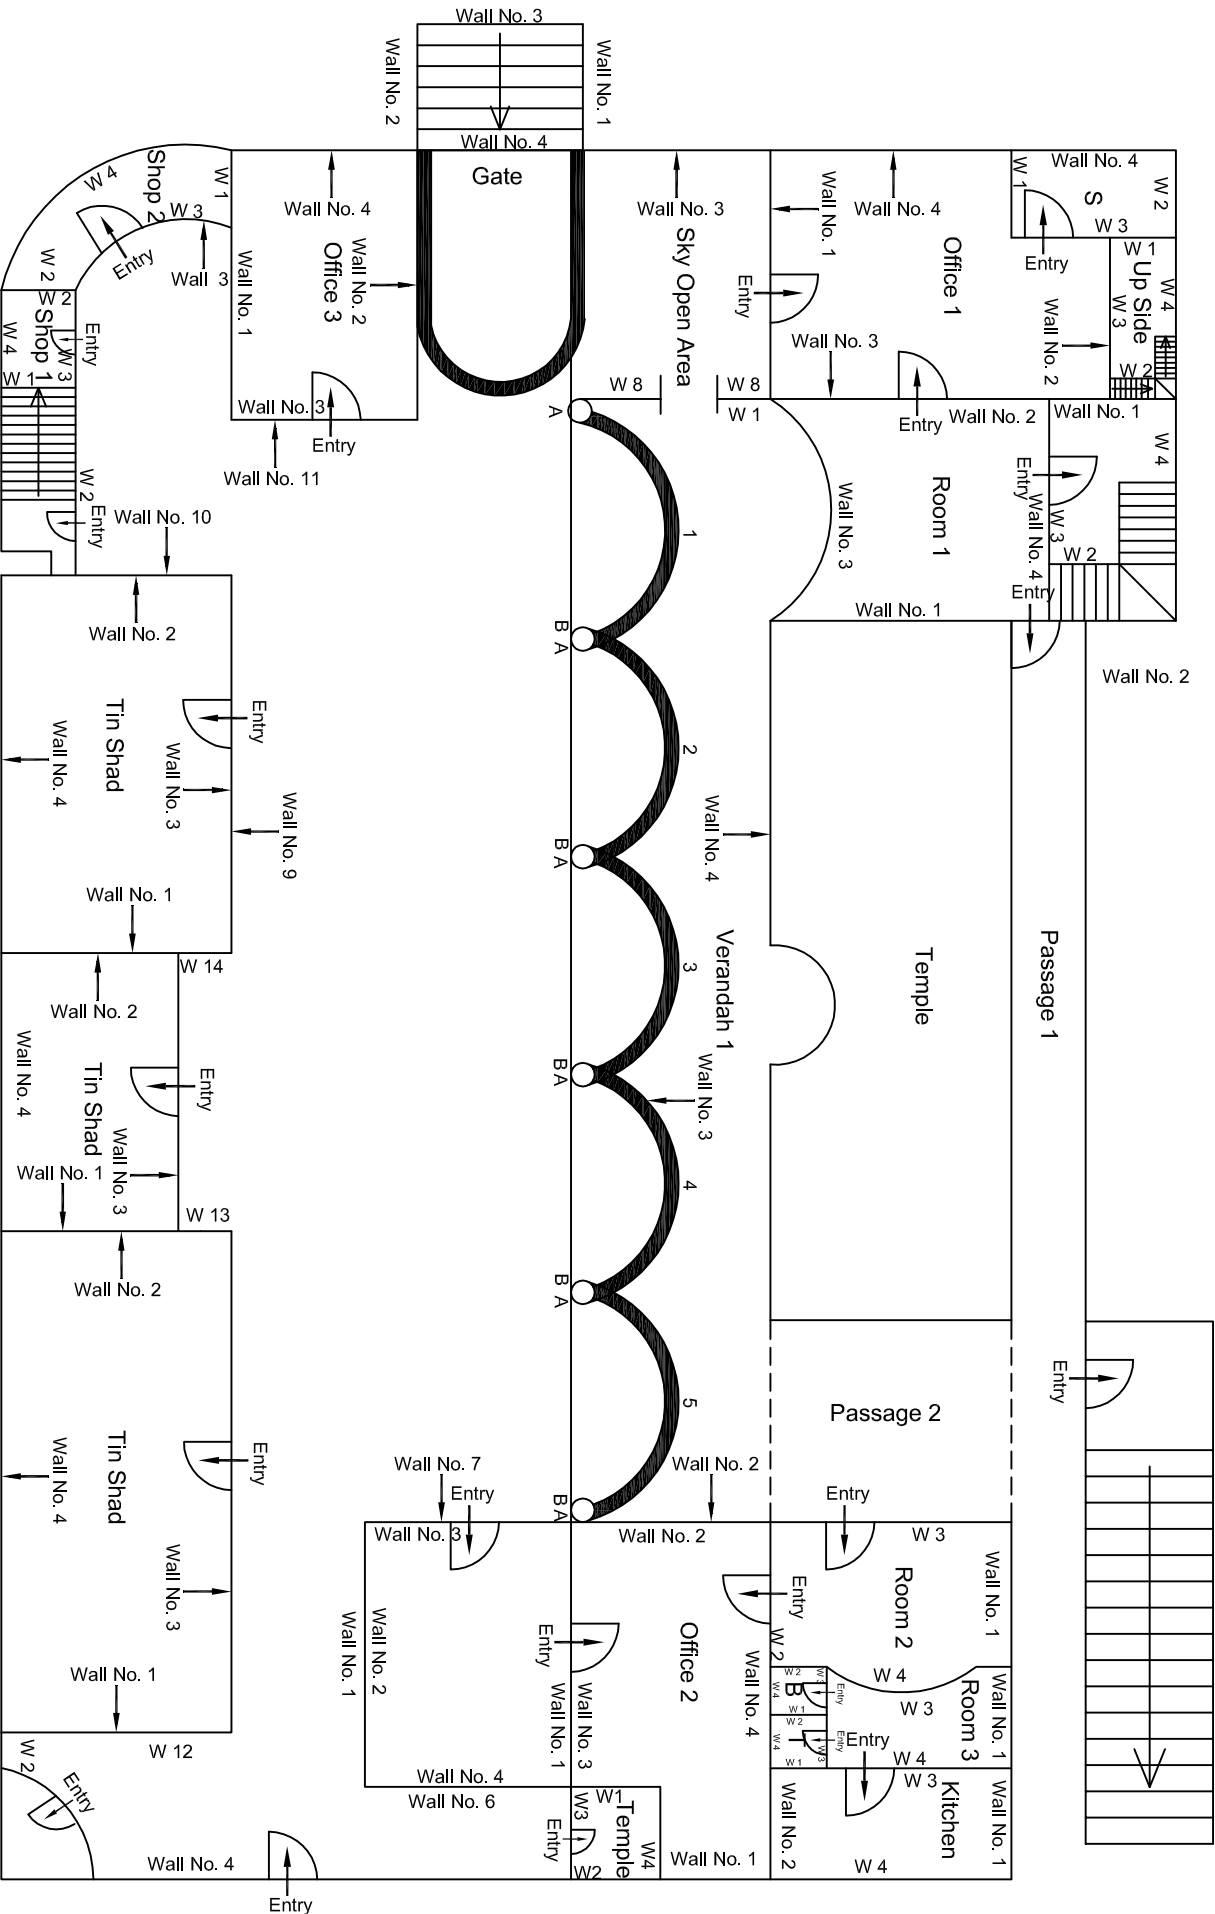 Wall No. 3
Wall No. 2
Wall No. 1
Wall No. 4
Gate
Shop 2
W 4
W 1
W 3
W 2
Entry
Wall 3
Wall No. 4
Office 3
Wall No. 2
Wall No. 1
Wall No. 3
Entry
Wall No. 11
Wall No. 3
Sky Open Area
W 8
W 8
W 1
Wall No. 1
Entry
Wall No. 4
Office 1
Wall No. 3
Wall No. 2
Entry
Wall No. 4
W 1
S
W 2
W 3
Entry
W 1
Up Side
W 4
W 3
W 2
W 2
Shop 1
W 4
W 3
W 1
Entry
W 2
Entry
Wall No. 10
Wall No. 2
Room 1
Wall No. 3
Wall No. 4
Wall No. 1
Wall No. 1
W 4
Entry
W 3
W 2
Entry
Wall No. 2
A
1
B
A
2
B
A
3
B
A
4
B
A
5
B
A
Wall No. 2
Tin Shad
Entry
Wall No. 3
Wall No. 4
Wall No. 9
Wall No. 1
Wall No. 4
Verandah 1
Wall No. 3
Temple
Passage 1
W 14
Wall No. 2
Wall No. 4
Tin Shad
Entry
Wall No. 1
Wall No. 3
W 13
Wall No. 2
Tin Shad
Entry
Wall No. 4
Wall No. 3
Wall No. 1
Entry
Passage 2
Wall No. 7
Entry
Wall No. 3
Wall No. 2
Wall No. 2
Entry
W 3
Wall No. 1
Room 2
Entry
W 2
W 4
Wall No. 1
Wall No. 2
Entry
Wall No. 1
Wall No. 3
Office 2
Wall No. 4
W 2
W 3
B
W 4
W 1
Entry
W 2
T
W 4
W 3
W 1
Entry
W 3
Room 3
Wall No. 1
W 4
Entry
W 3
Kitchen
Wall No. 1
Wall No. 2
W 4
W 12
W 2
Entry
Wall No. 4
Entry
Wall No. 4
Wall No. 6
W1
W3
Temple
W4
Entry
W2
Wall No. 1